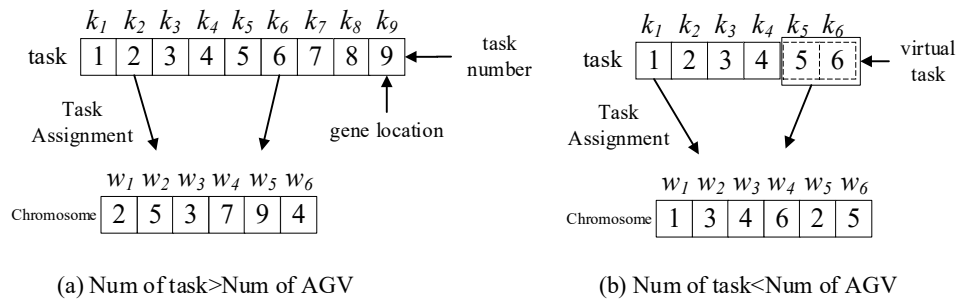 k1 k2 k3 k4 k5 k6 k7 k8 k9
task 1 2 3 4 5 6 7 8 9
task
number
Task
Assignment
gene location
w1 w2 w3 w4 w5 w6
Chromosome 2 5 3 7 9 4
(a) Num of task>Num of AGV
k1 k2 k3 k4 k5 k6
task 1 2 3 4 5 6
virtual
task
Task
Assignment
w1 w2 w3 w4 w5 w6
Chromosome 1 3 4 6 2 5
(b) Num of task<Num of AGV